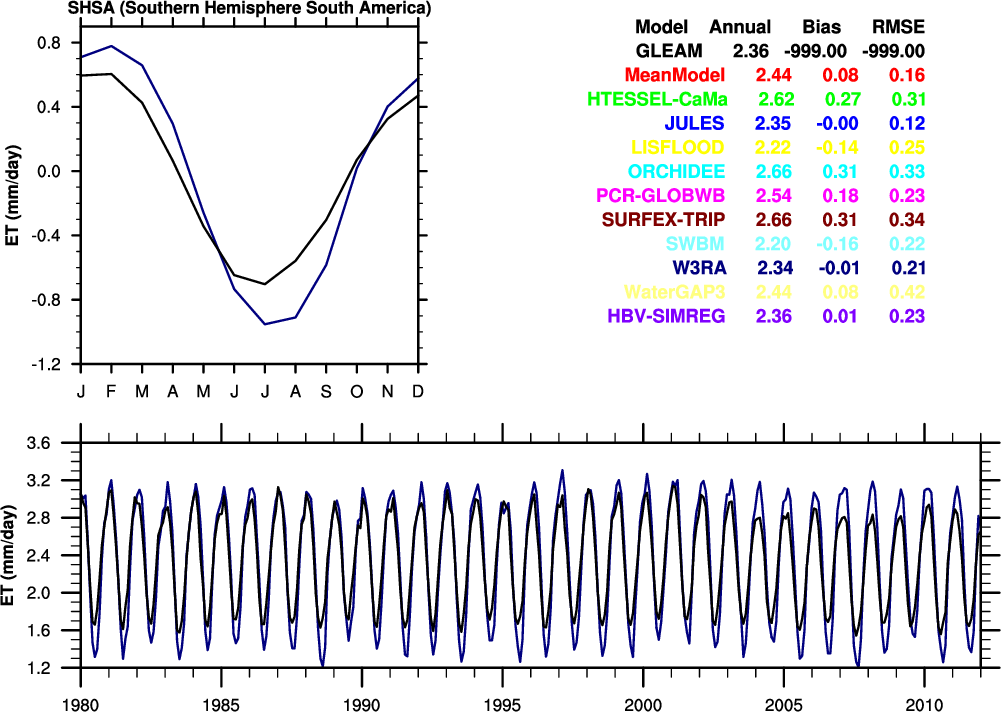 SHSA (Southern Hemisphere South America)
0.8
0.4
0.0
-0.4
-0.8
-1.2
ET (mm/day)
J F M A M J J A S O N D
Model Annual Bias RMSE
GLEAM 2.36 -999.00 -999.00
MeanModel 2.44 0.08 0.16
HTESSEL-CaMa 2.62 0.27 0.31
JULES 2.35 -0.00 0.12
LISFLOOD 2.22 -0.14 0.25
ORCHIDEE 2.66 0.31 0.33
PCR-GLOBWB 2.54 0.18 0.23
SURFEX-TRIP 2.66 0.31 0.34
SWBM 2.20 -0.16 0.22
W3RA 2.34 -0.01 0.21
WaterGAP3 2.44 0.08 0.42
HBV-SIMREG 2.36 0.01 0.23
3.6
3.2
2.8
2.4
2.0
1.6
1.2
ET (mm/day)
1980 1985 1990 1995 2000 2005 2010